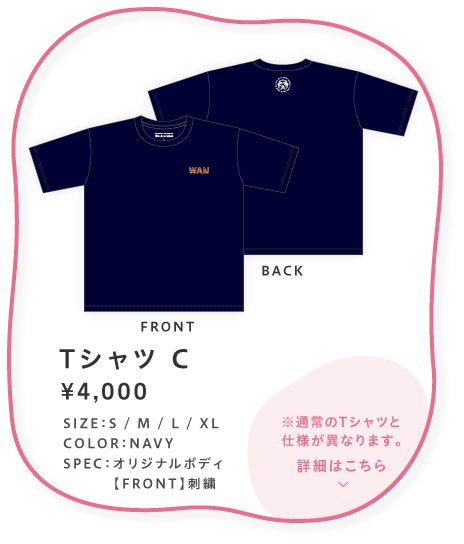 WAN
BACK
FRONT
Tシャツ C
¥4,000
SIZE:S / M / L / XL
COLOR:NAVY
SPEC:オリジナルボディ
【FRONT】刺繍
※通常のTシャツと
仕様が異なります。
詳細はこちら